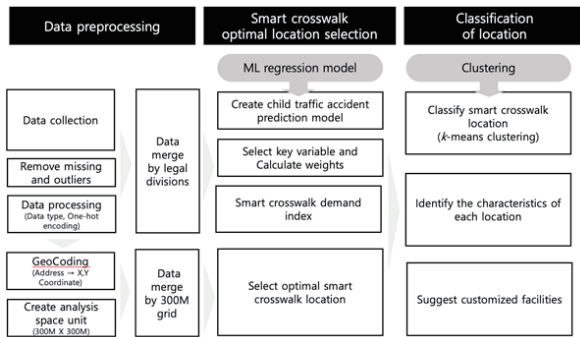 Data preprocessing
Smart crosswalk
optimal location selection
Classification
of location
ML regression model
Clustering
Data collection
Remove missing
and outliers
Data processing
(Data type, One-hot
encoding)
GeoCoding
(Address → X,Y
Coordinate)
Create analysis
space unit
(300M X 300M)
Data
merge
by legal
divisions
Data
merge
by 300M
grid
Create child traffic accident
prediction model
Select key variable and
Calculate weights
Smart crosswalk demand
index
Select optimal smart
crosswalk location
Classify smart crosswalk
location
(k-means clustering)
Identify the characteristics of
each location
Suggest customized facilities